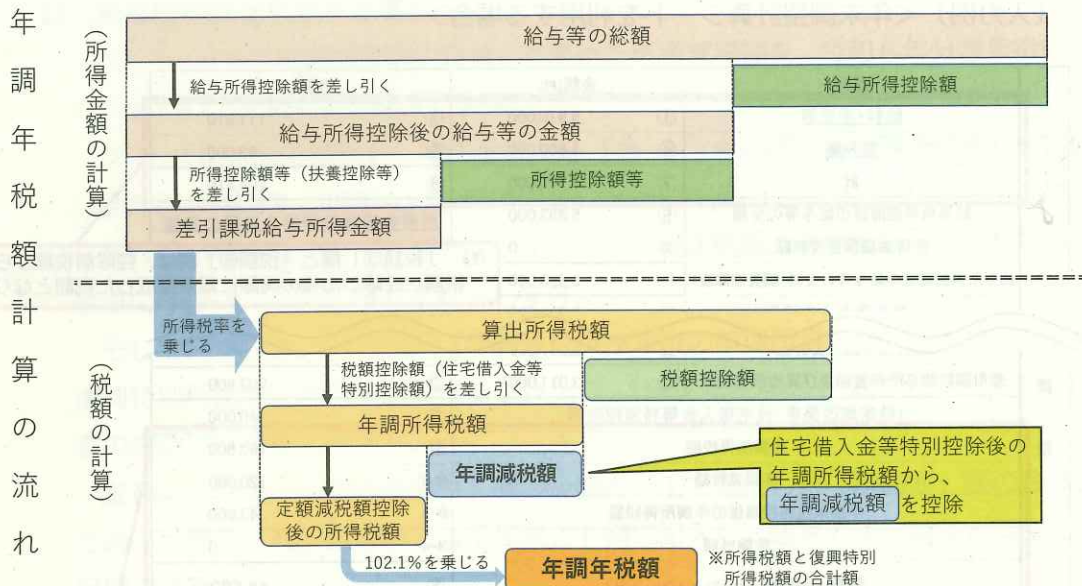 年調年税額計算の流れ
（所得金額の計算）
給与等の総額
給与所得控除額を差し引く
給与所得控除額
給与所得控除後の給与等の金額
所得控除額等（扶養控除等）
を差し引く
所得控除額等
差引課税給与所得金額
（税額の計算）
所得税率を
乗じる
算出所得税額
税額控除額（住宅借入金等
特別控除額）を差し引く
税額控除額
年調所得税額
年調減税額
住宅借入金等特別控除後の
年調所得税額から、
年調減税額 を控除
定額減税額控除
後の所得税額
102.1%を乗じる
年調年税額
※所得税額と復興特別
所得税額の合計額